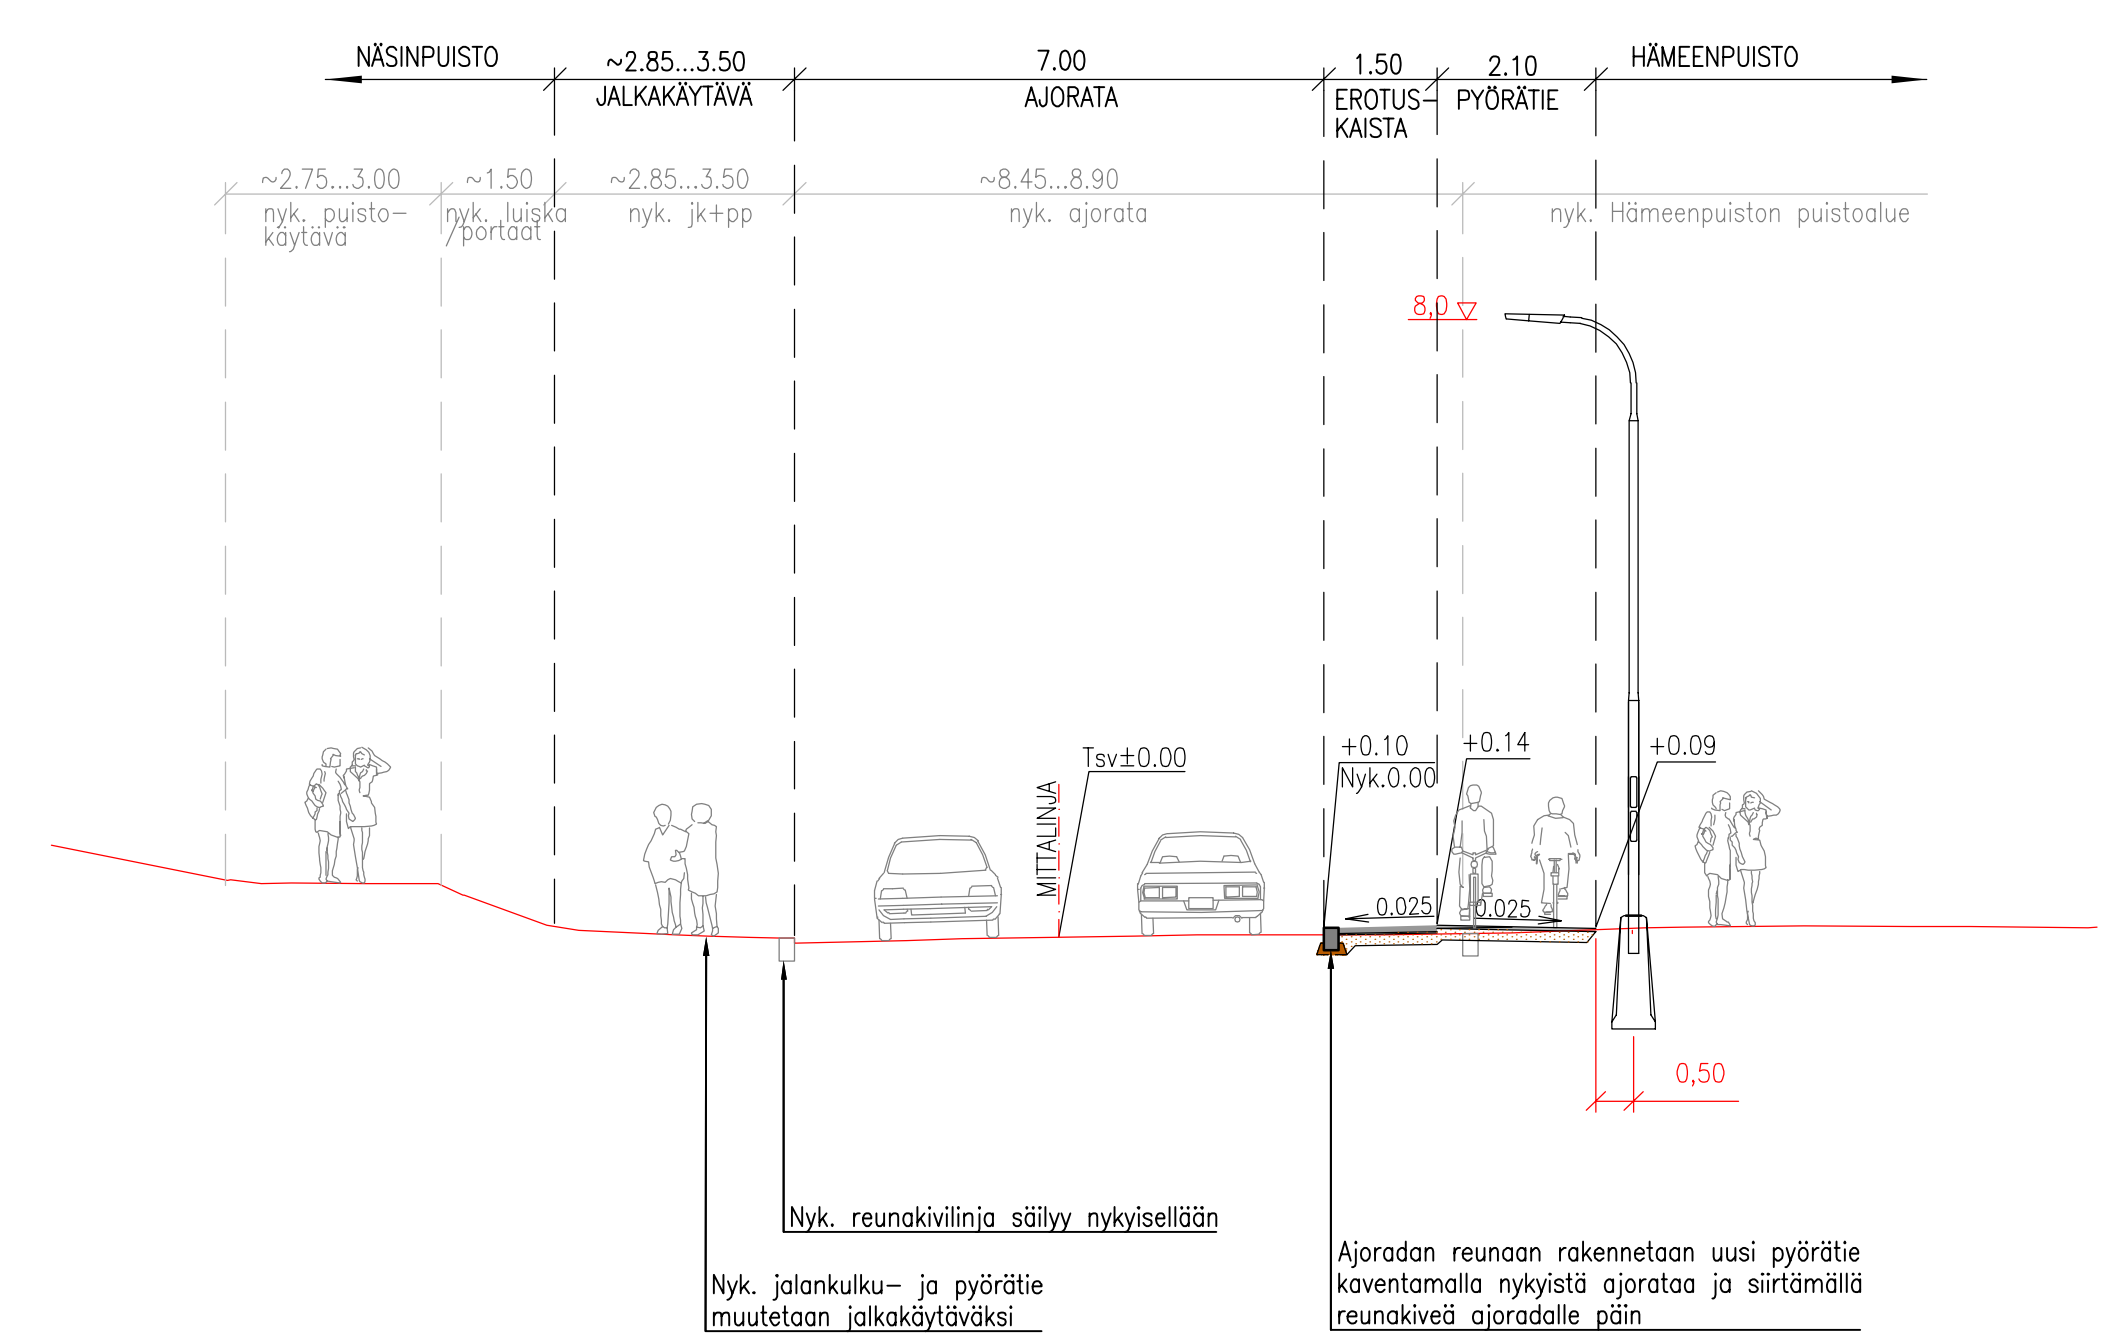 NÄSINPUISTO
~2.85...3.50
7.00
1.50
2.10
HÄMEENPUISTO
JALKAKÄYTÄVÄ
AJORATA
EROTUS-
KAISTA
PYÖRÄTIE
~2.75...3.00
~1.50
~2.85...3.50
~8.45...8.90
nyk. puisto-
käytävä
nyk. luiska
/portaat
nyk. jk+pp
nyk. ajorata
nyk. Hämeenpuiston puistoalue
8,0
+0.10
Nyk.0.00
+0.14
+0.09
Tsv±0.00
MITTALINJA
0.025
0.025
0,50
Nyk. reunakivilinja säilyy nykyisellään
Nyk. jalankulku- ja pyörätie
muutetaan jalkakäytäväksi
Ajoradan reunaan rakennetaan uusi pyörätie
kaventamalla nykyistä ajorataa ja siirtämällä
reunakiveä ajoradalle päin